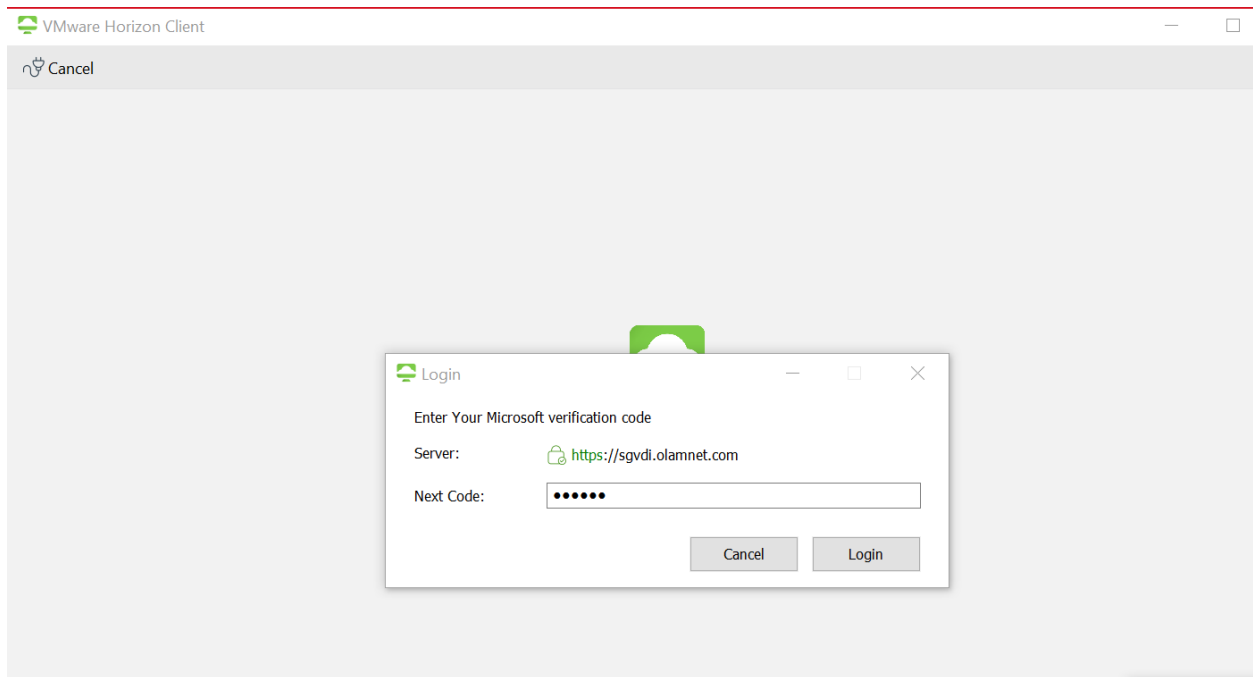 VMware Horizon Client
Cancel
Login
Enter Your Microsoft verification code
Server: https://sgvdi.olamnet.com
Next Code: ••••••
Cancel Login